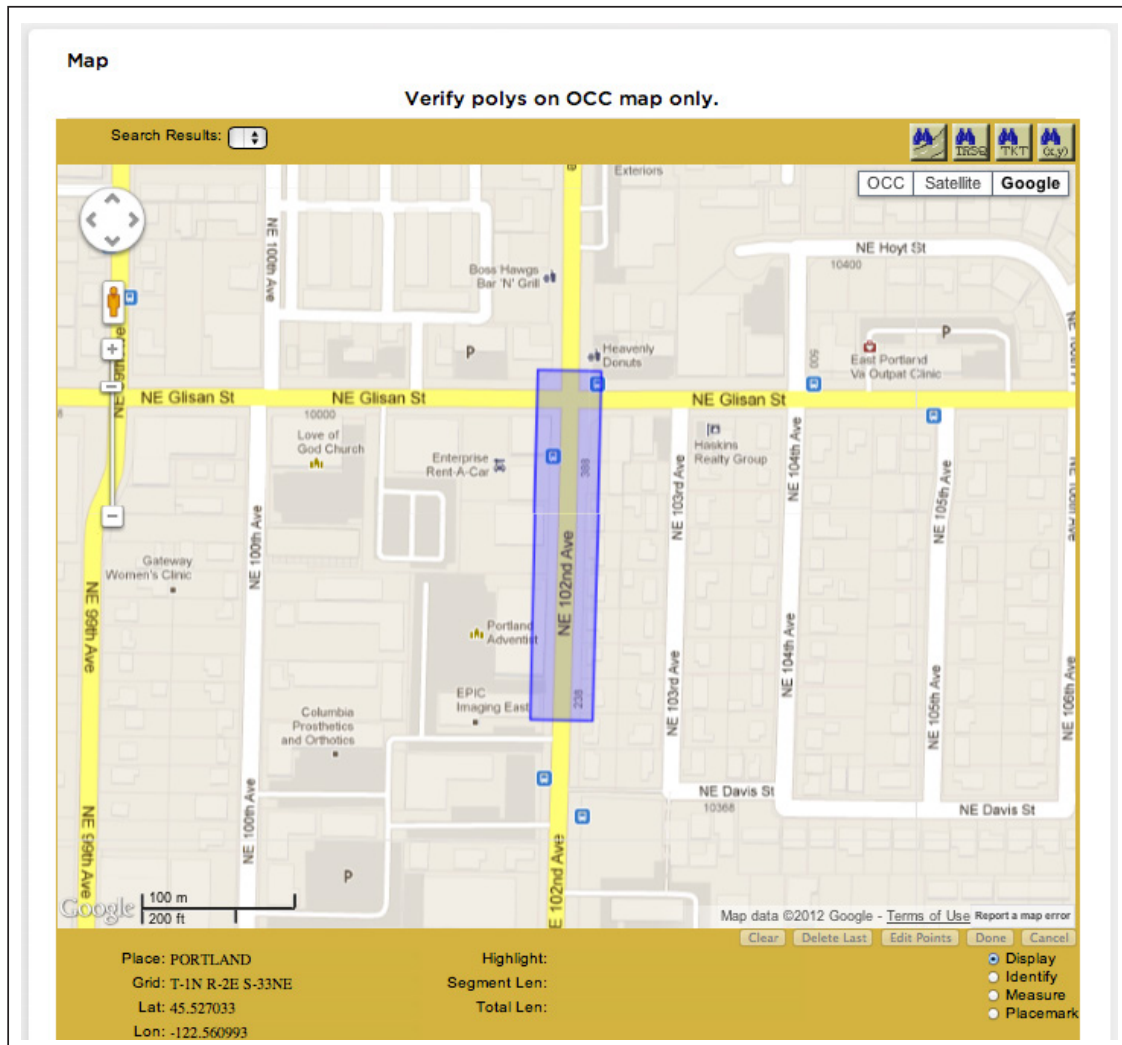 Map
Verify polys on OCC map only.
Search Results:
TRSQ
TKT
(x,y)
Exteriors
OCC
Satellite
Google
NE 100th Ave
NE Hoyt St
10400
Boss Hawgs
Bar 'N' Grill
P
Heavenly
Donuts
500
P
East Portland
Va Outpat Clinic
NE Glisan St
NE Glisan St
NE Glisan St
10000
Love of
God Church
Enterprise
Rent-A-Car
388
Haskins
Realty Group
NE 103rd Ave
NE 104th Ave
NE 105th Ave
NE 100th Ave
Gateway
Women's Clinic
NE 99th Ave
NE 102nd Ave
Portland
Adventist
NE 104th Ave
NE 103rd Ave
NE 105th Ave
NE 106th Ave
EPIC
Imaging East
238
Columbia
Prosthetics
and Orthotics
NE Davis St
10368
NE Davis St
NE 99th Ave
NE 100th Ave
E 102nd Ave
P
Google
100 m
200 ft
Map data ©2012 Google - Terms of Use Report a map error
Clear
Delete Last
Edit Points
Done
Cancel
Place: PORTLAND
Grid: T-1N R-2E S-33NE
Lat: 45.527033
Lon: -122.560993
Highlight:
Segment Len:
Total Len:
Display
Identify
Measure
Placemark